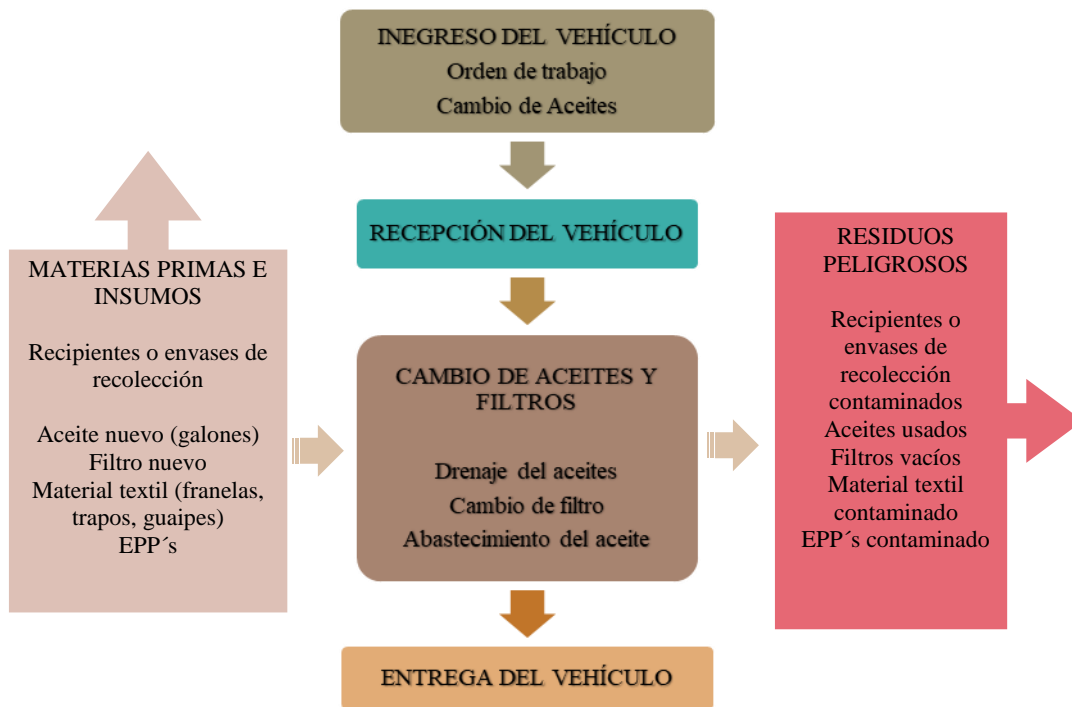 INEGRESO DEL VEHÍCULO
Orden de trabajo
Cambio de Aceites
RECEPCIÓN DEL VEHÍCULO
MATERIAS PRIMAS E
INSUMOS
Recipientes o envases de
recolección
Aceite nuevo (galones)
Filtro nuevo
Material textil (franelas,
trapos, guaipes)
EPP´s
CAMBIO DE ACEITES Y
FILTROS
Drenaje del aceites
Cambio de filtro
Abastecimiento del aceite
RESIDUOS
PELIGROSOS
Recipientes o
envases de
recolección
contaminados
Aceites usados
Filtros vacíos
Material textil
contaminado
EPP´s contaminado
ENTREGA DEL VEHÍCULO